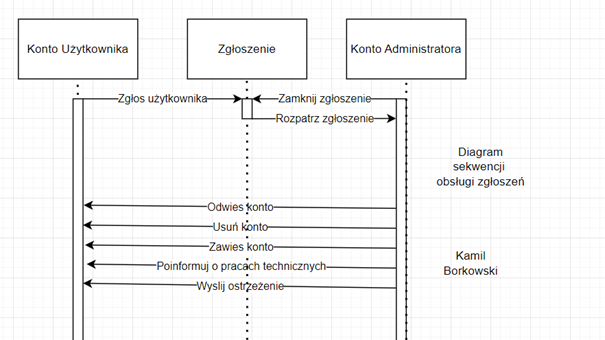 Konto Użytkownika
Zgłoszenie
Konto Administratora
Zgłos użytkownika
Zamknij zgłoszenie
Rozpatrz zgłoszenie
Diagram
sekwencji
obsługi zgłoszeń
Odwies konto
Usuń konto
Zawies konto
Poinformuj o pracach technicznych
Wyslij ostrzeżenie
Kamil
Borkowski